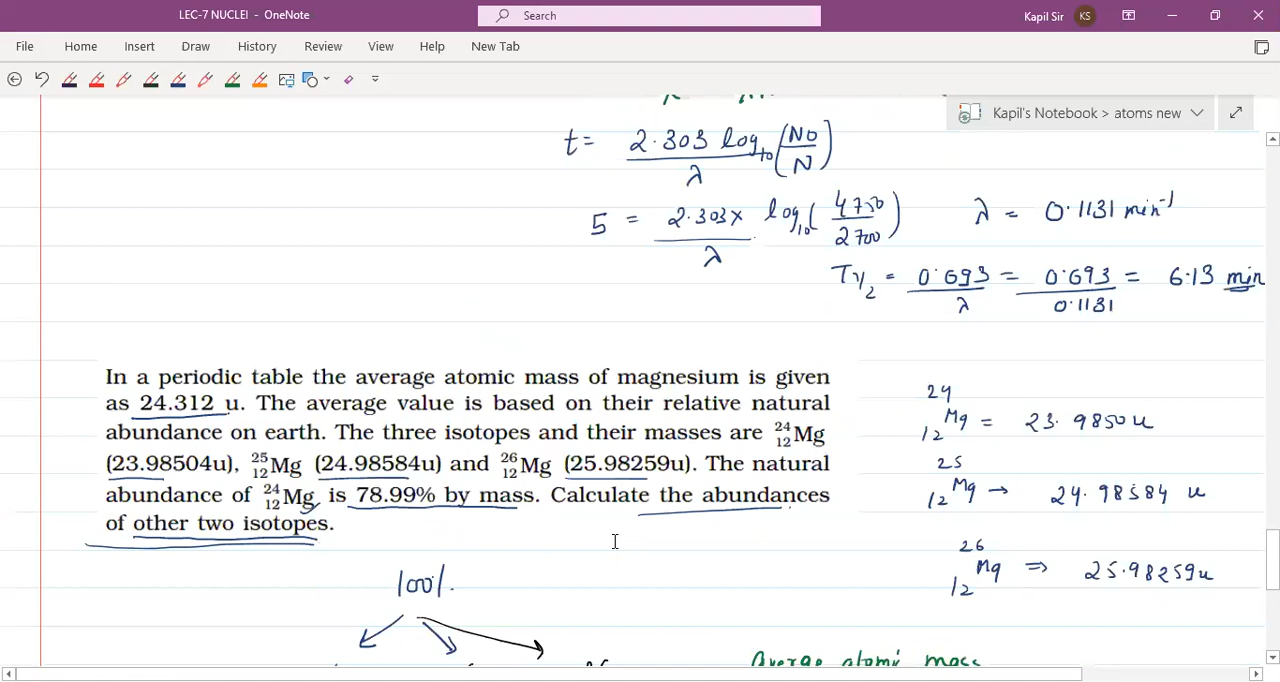 LEC-7 NUCLEI - OneNote
Search
Kapil Sir KS
File Home Insert Draw History Review View Help New Tab
Kapil's Notebook > atoms new
t= 2.303 log10 (No/N) / λ
5 = 2.303 x / λ log10 ( 4750 / 2700 ) λ = 0.1131 min-1
T1/2 = 0.693 / λ = 0.693 / 0.1131 = 6.13 min
In a periodic table the average atomic mass of magnesium is given
as 24.312 u. The average value is based on their relative natural
abundance on earth. The three isotopes and their masses are 24 12 Mg
(23.98504u), 25 12 Mg (24.98584u) and 26 12 Mg (25.98259u). The natural
abundance of 24 12 Mg is 78.99% by mass. Calculate the abundances
of other two isotopes.
24 12 Mg = 23.9850u
25 12 Mg → 24.98584 u
26 12 Mg ⇒ 25.98259u
100%.
Average atomic mass